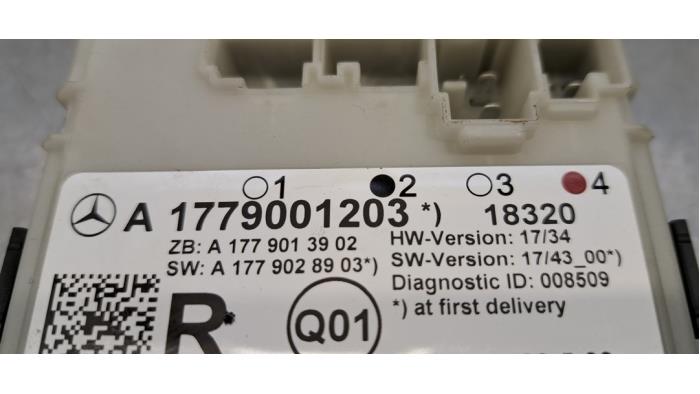 1 2 3 4
A 1779001203 *) 18320
ZB: A 177 901 39 02 HW-Version: 17/34
SW: A 177 902 89 03*) SW-Version: 17/43_00*)
Diagnostic ID: 008509
*) at first delivery
R* Q01